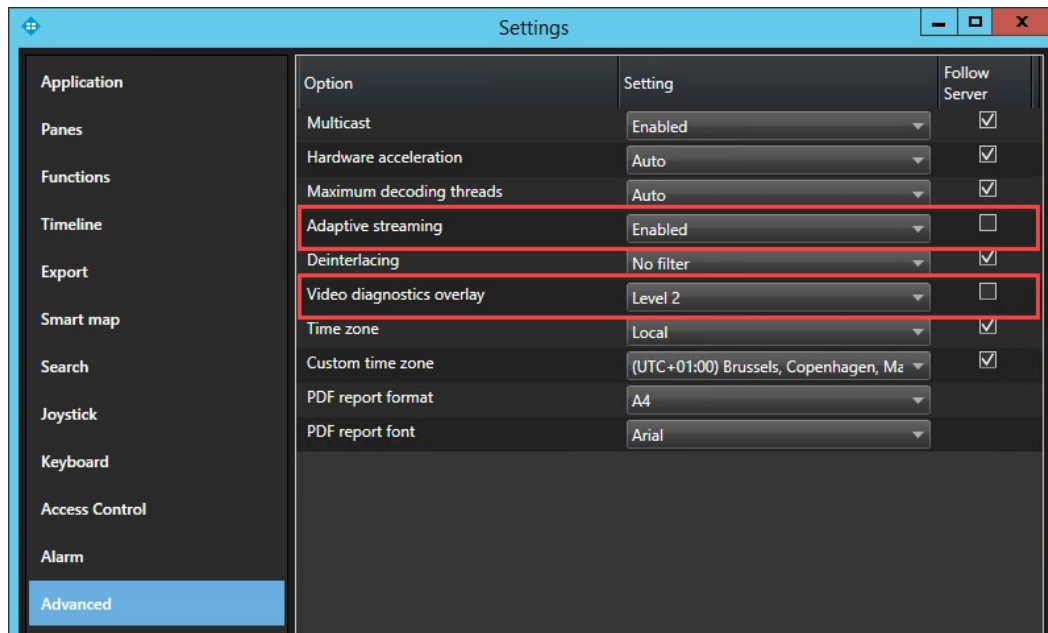 Settings
Application
Panes
Functions
Timeline
Export
Smart map
Search
Joystick
Keyboard
Access Control
Alarm
Advanced
Option Setting Follow
Server
Multicast Enabled
Hardware acceleration Auto
Maximum decoding threads Auto
Adaptive streaming Enabled
Deinterlacing No filter
Video diagnostics overlay Level 2
Time zone Local
Custom time zone (UTC+01:00) Brussels, Copenhagen, Ma
PDF report format A4
PDF report font Arial